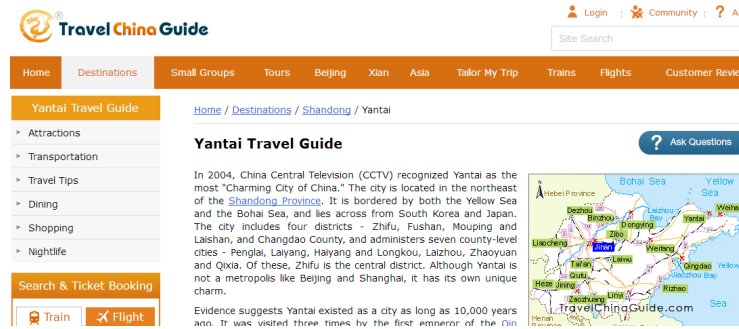 Travel China Guide
®
Login
Community
?
Site Search
Home
Destinations
Small Groups
Tours
Beijing
Xian
Asia
Tailor My Trip
Trains
Flights
Customer
Yantai Travel Guide
Attractions
Transportation
Travel Tips
Dining
Shopping
Nightlife
Search & Ticket Booking
Train
Flight
Home / Destinations / Shandong / Yantai
Yantai Travel Guide
? Ask Questions
In 2004, China Central Television (CCTV) recognized Yantai as the
most "Charming City of China." The city is located in the northeast
of the Shandong Province. It is bordered by both the Yellow Sea
and the Bohai Sea, and lies across from South Korea and Japan.
The city includes four districts - Zhifu, Fushan, Mouping and
Laishan, and Changdao County, and administers seven county-level
cities - Penglai, Laiyang, Haiyang and Longkou, Laizhou, Zhaoyuan
and Qixia. Of these, Zhifu is the central district. Although Yantai is
not a metropolis like Beijing and Shanghai, it has its own unique
charm.
Evidence suggests Yantai existed as a city as long as 10,000 years
ago. It was visited three times by the first emperor of the Qin
N
Hebei Province
Bohai Sea
Yellow
Sea
Dezhou
Binzhou
Laizhou
Bay
Yantai
Dongying
Zibo
Liaocheng
Jinan
Weifang
Tai'an
Laiwu
Qingdao
Yellow
Jiaozhou Bay
Qufu
Heze
Jining
Rizhao
Linyi
Zaozhuang
Henan
TravelChinaGuide.com
Sea